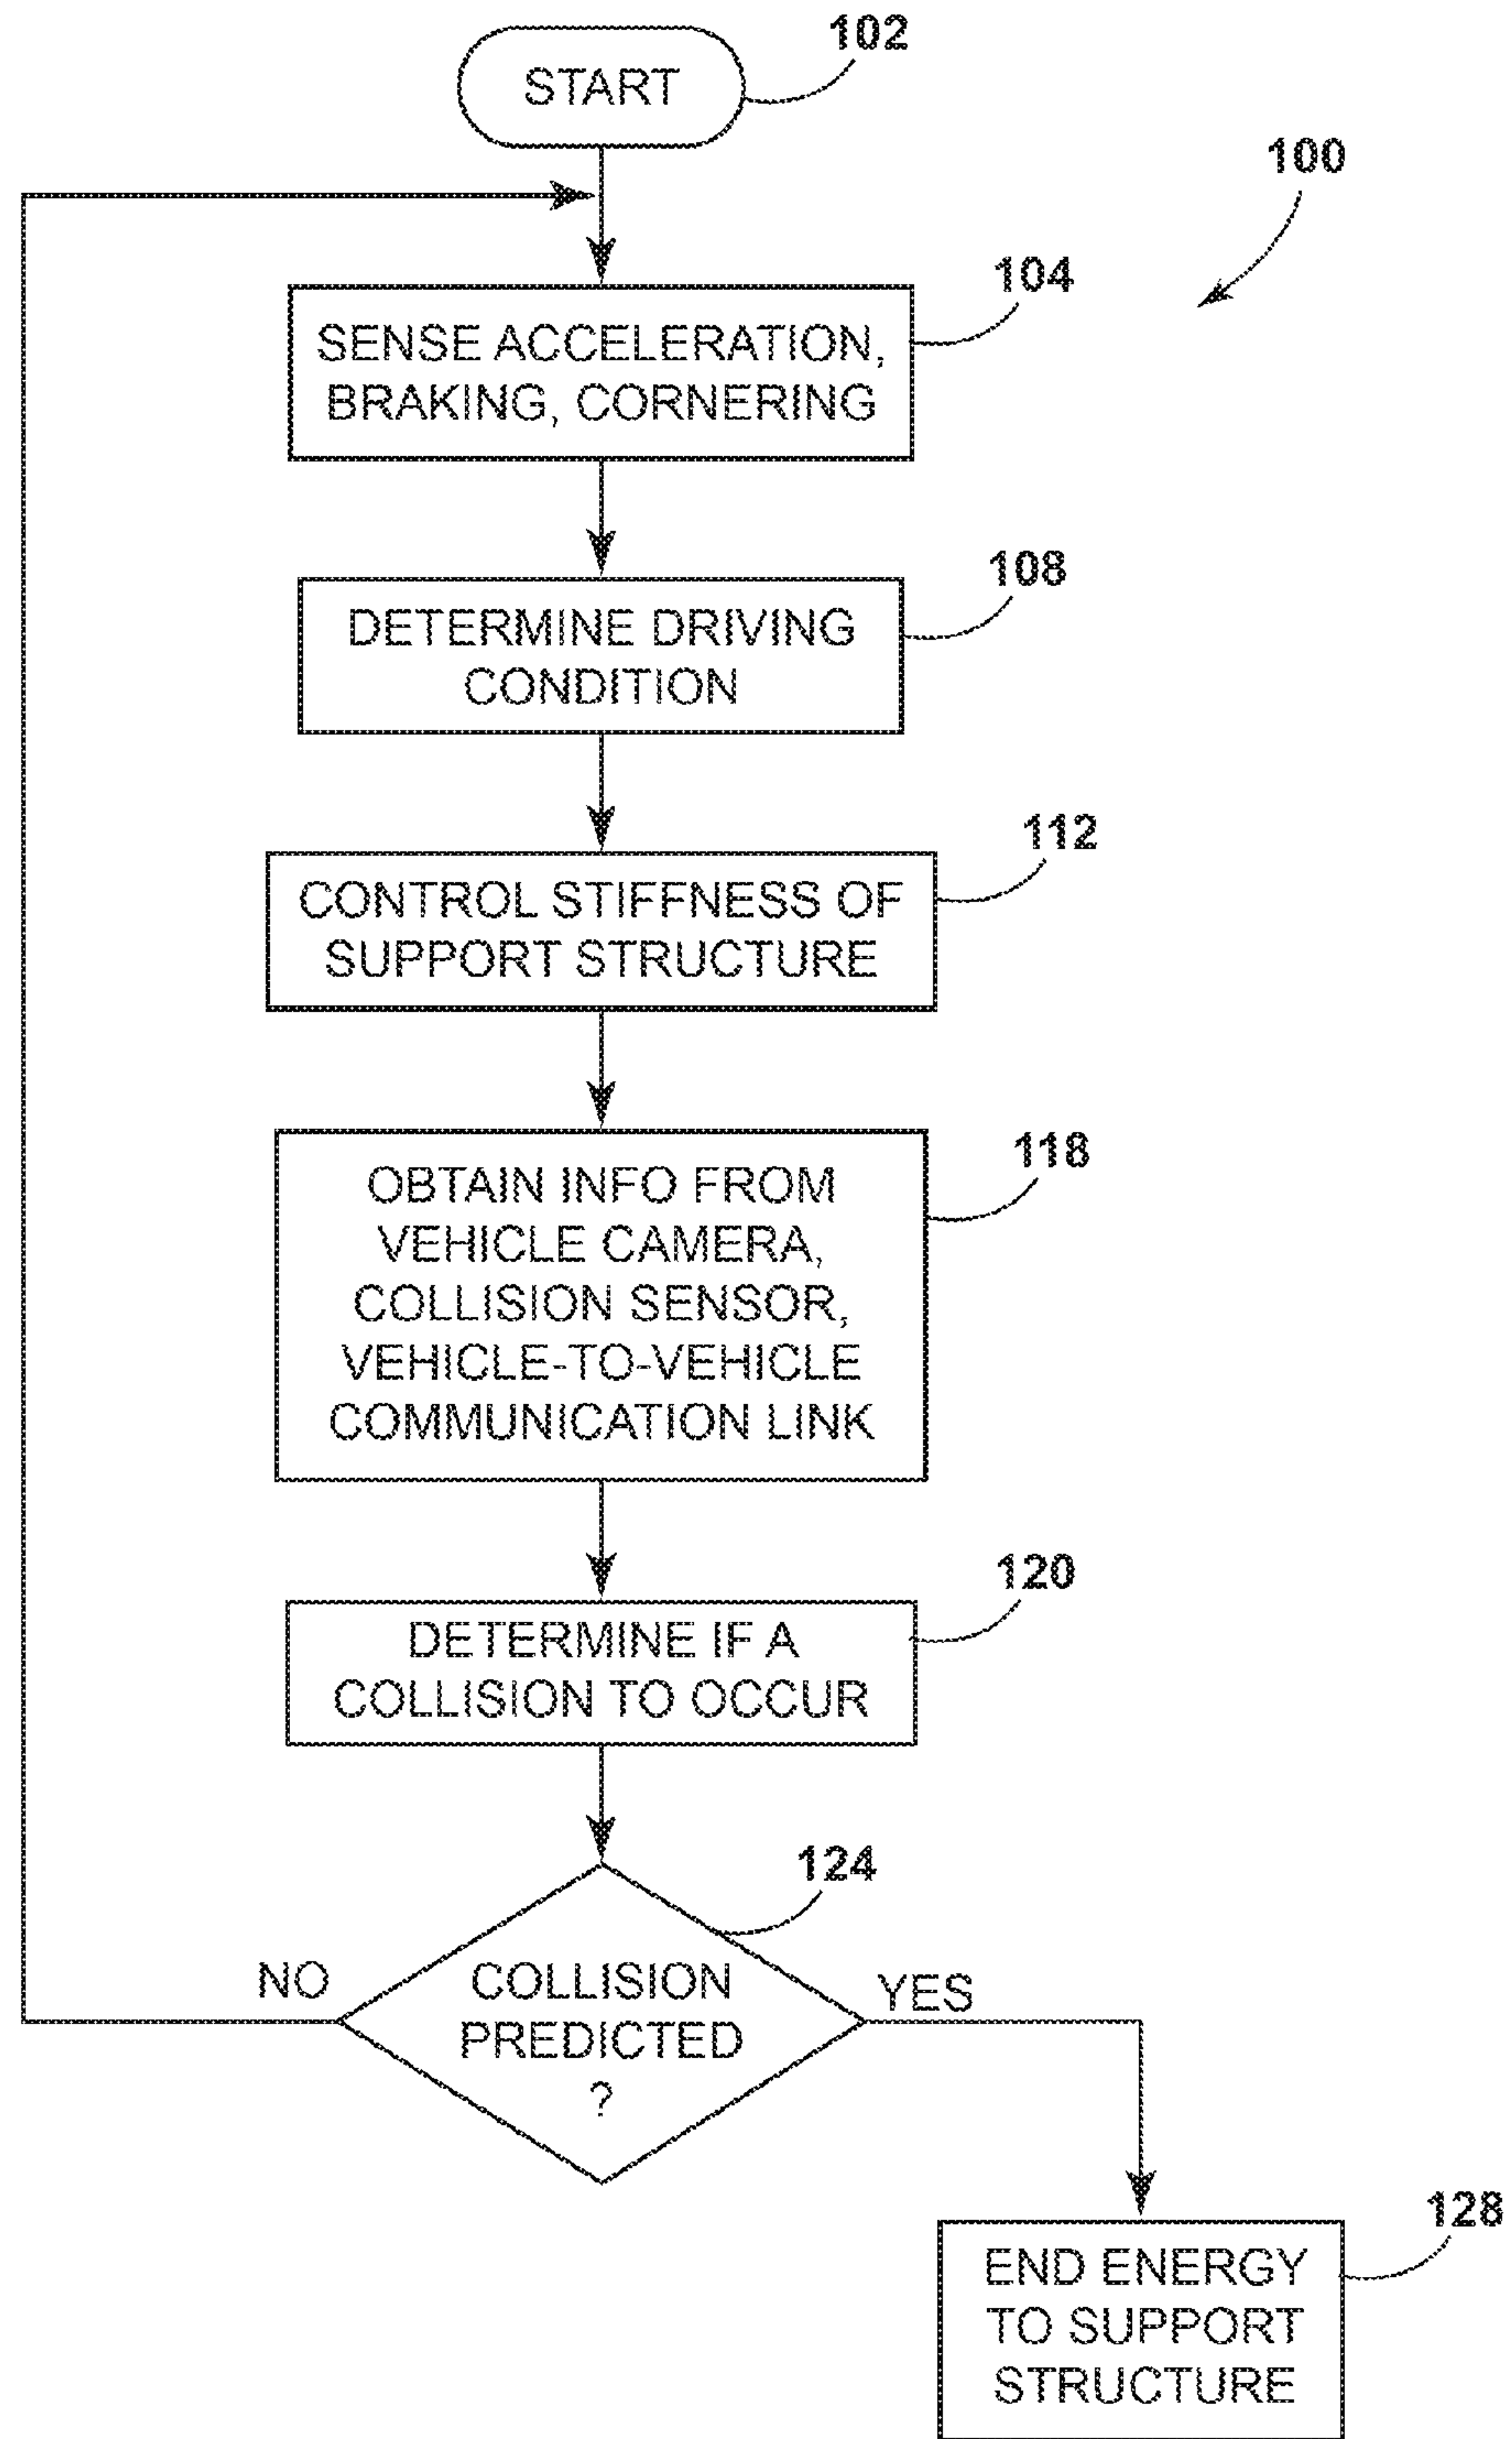 102
START
100
104
SENSE ACCELERATION,
BRAKING, CORNERING
108
DETERMINE DRIVING
CONDITION
112
CONTROL STIFFNESS OF
SUPPORT STRUCTURE
118
OBTAIN INFO FROM
VEHICLE CAMERA,
COLLISION SENSOR,
VEHICLE-TO-VEHICLE
COMMUNICATION LINK
120
DETERMINE IF A
COLLISION TO OCCUR
124
NO
COLLISION
PREDICTED
?
YES
128
END ENERGY
TO SUPPORT
STRUCTURE